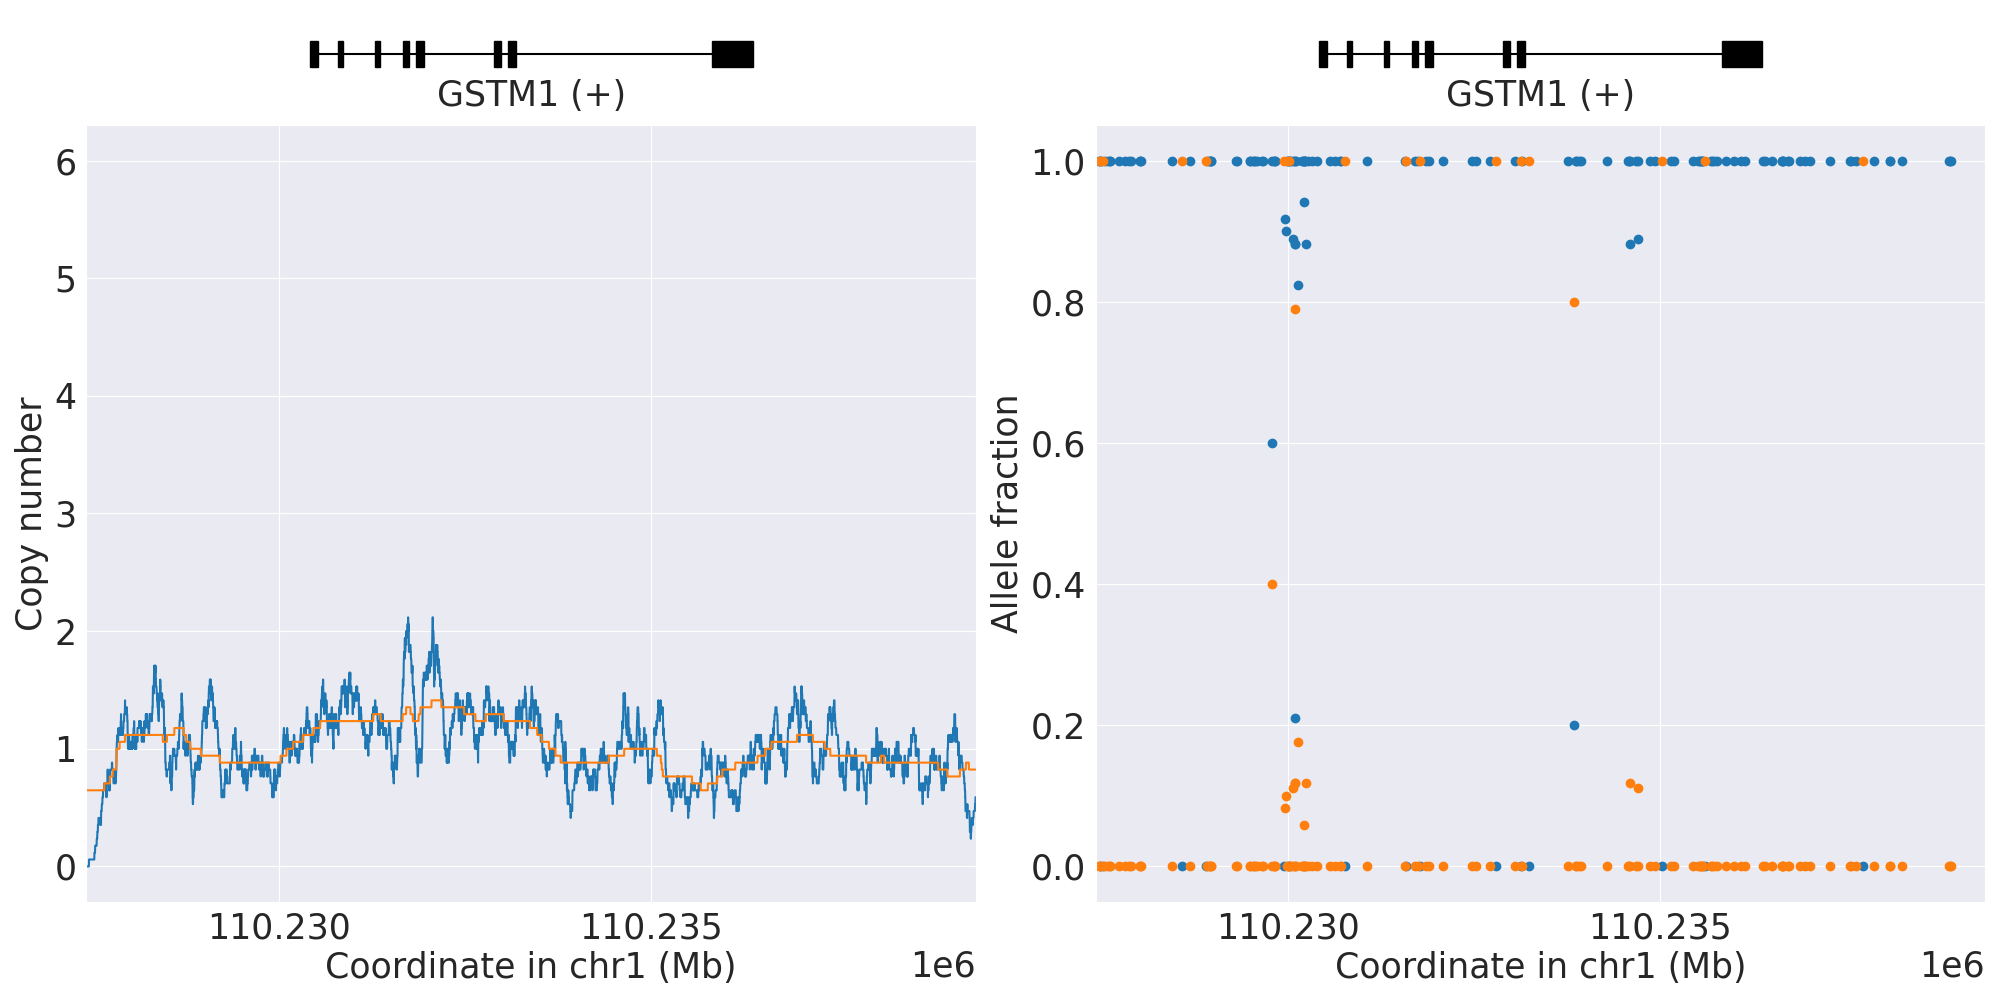 GSTM1 (+)
6
5
4
3
2
1
0
Copy number
110.230
110.235
Coordinate in chr1 (Mb)
1e6
GSTM1 (+)
1.0
0.8
0.6
0.4
0.2
0.0
Allele fraction
110.230
110.235
Coordinate in chr1 (Mb)
1e6